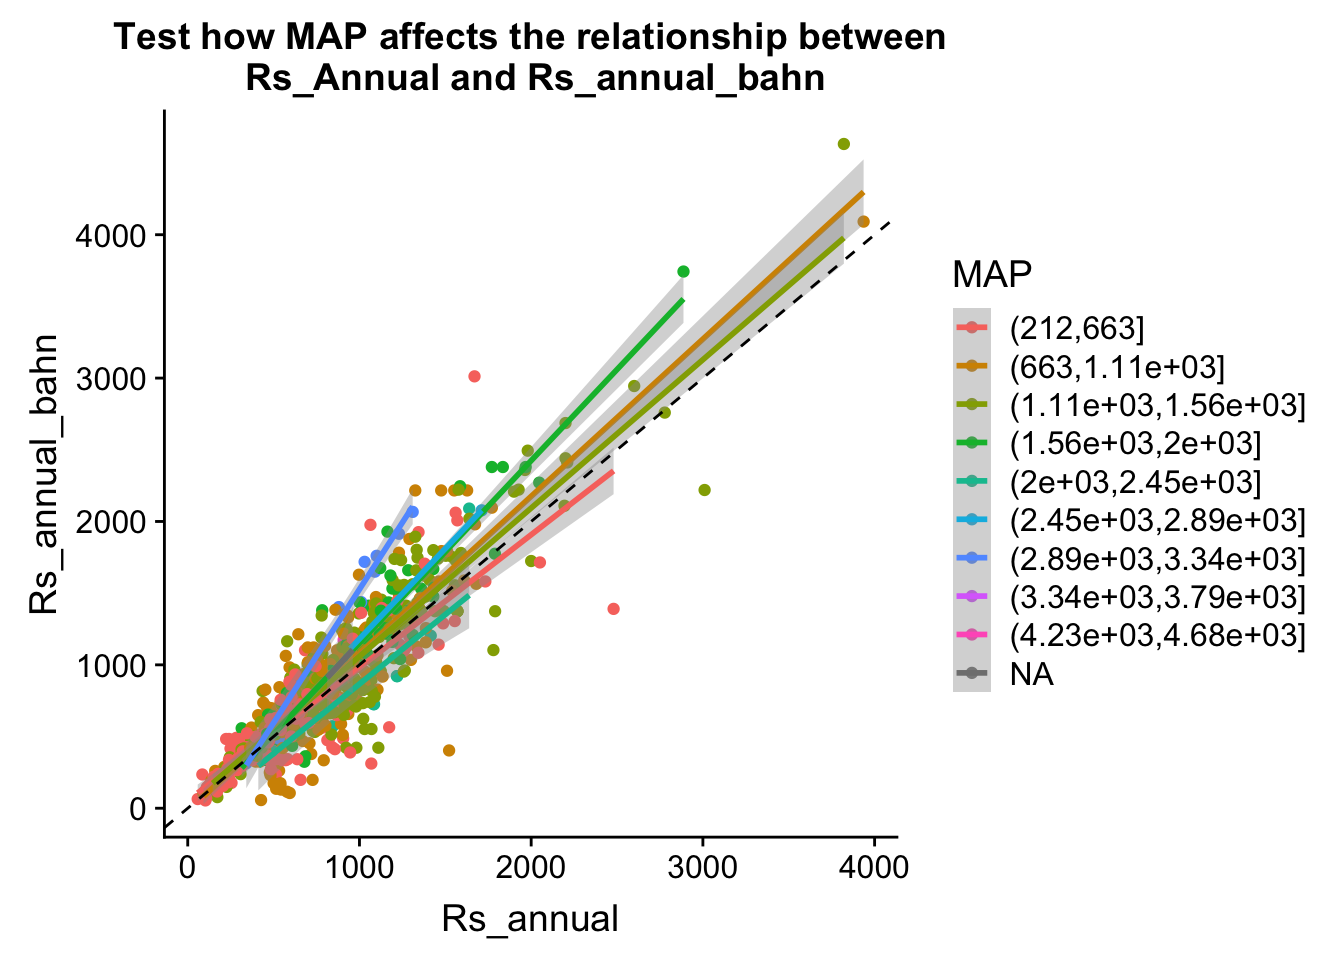 Test how MAP affects the relationship between
Rs_Annual and Rs_annual_bahn
Rs_annual_bahn
4000
3000
2000
1000
0
0 1000 2000 3000 4000
Rs_annual
MAP
(212,663]
(663,1.11e+03]
(1.11e+03,1.56e+03]
(1.56e+03,2e+03]
(2e+03,2.45e+03]
(2.45e+03,2.89e+03]
(2.89e+03,3.34e+03]
(3.34e+03,3.79e+03]
(4.23e+03,4.68e+03]
NA